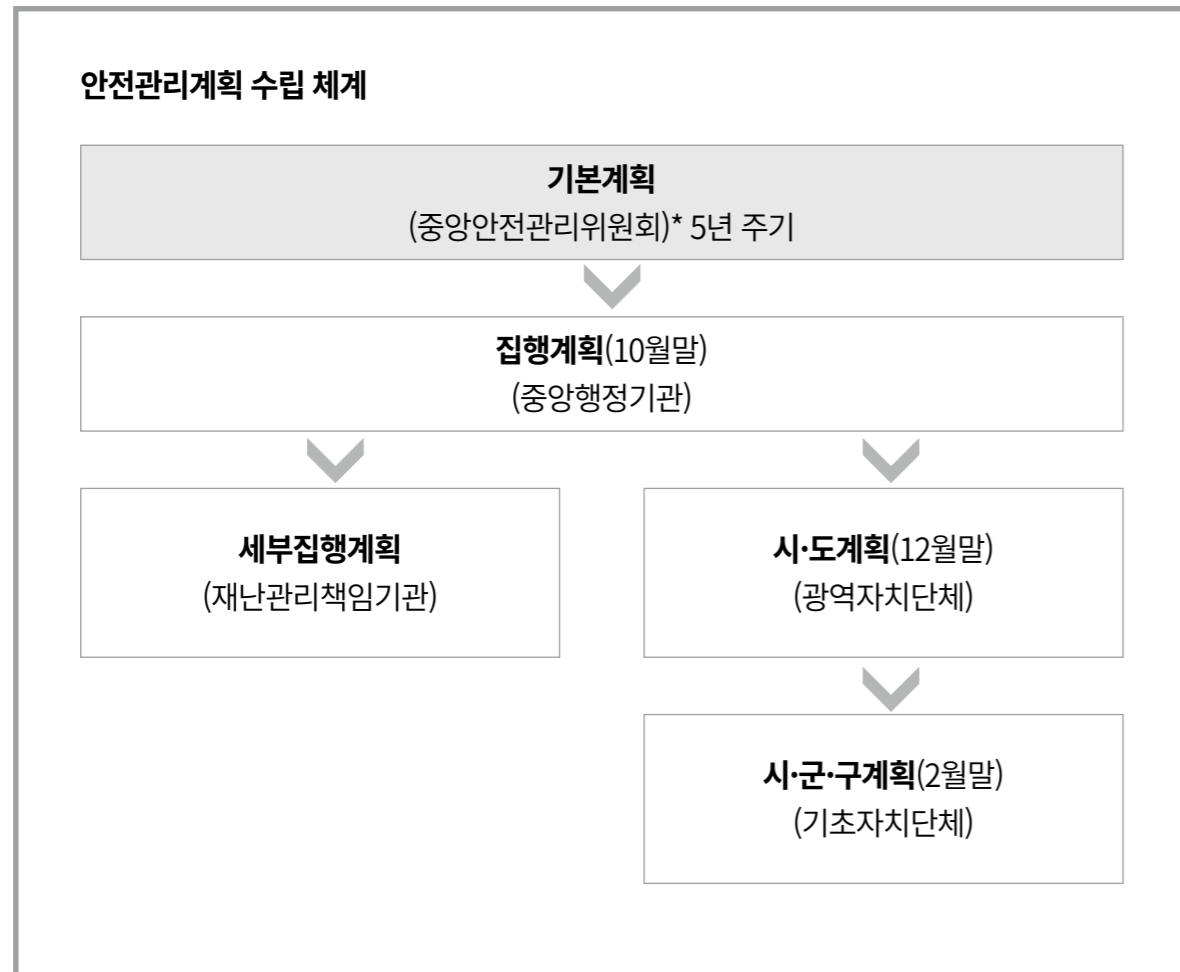 안전관리계획 수립 체계
기본계획
(중앙안전관리위원회)* 5년 주기
집행계획(10월말)
(중앙행정기관)
세부집행계획
(재난관리책임기관)
시·도계획(12월말)
(광역자치단체)
시·군·구계획(2월말)
(기초자치단체)